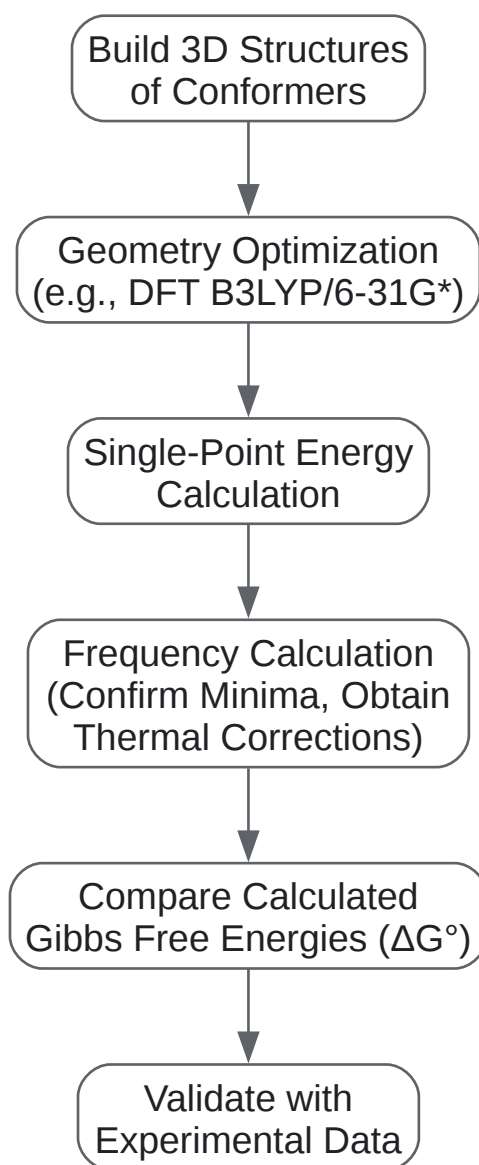 Build 3D Structures
of Conformers
Geometry Optimization
(e.g., DFT B3LYP/6-31G*)
Single-Point Energy
Calculation
Frequency Calculation
(Confirm Minima, Obtain
Thermal Corrections)
Compare Calculated
Gibbs Free Energies (ΔG°)
Validate with
Experimental Data